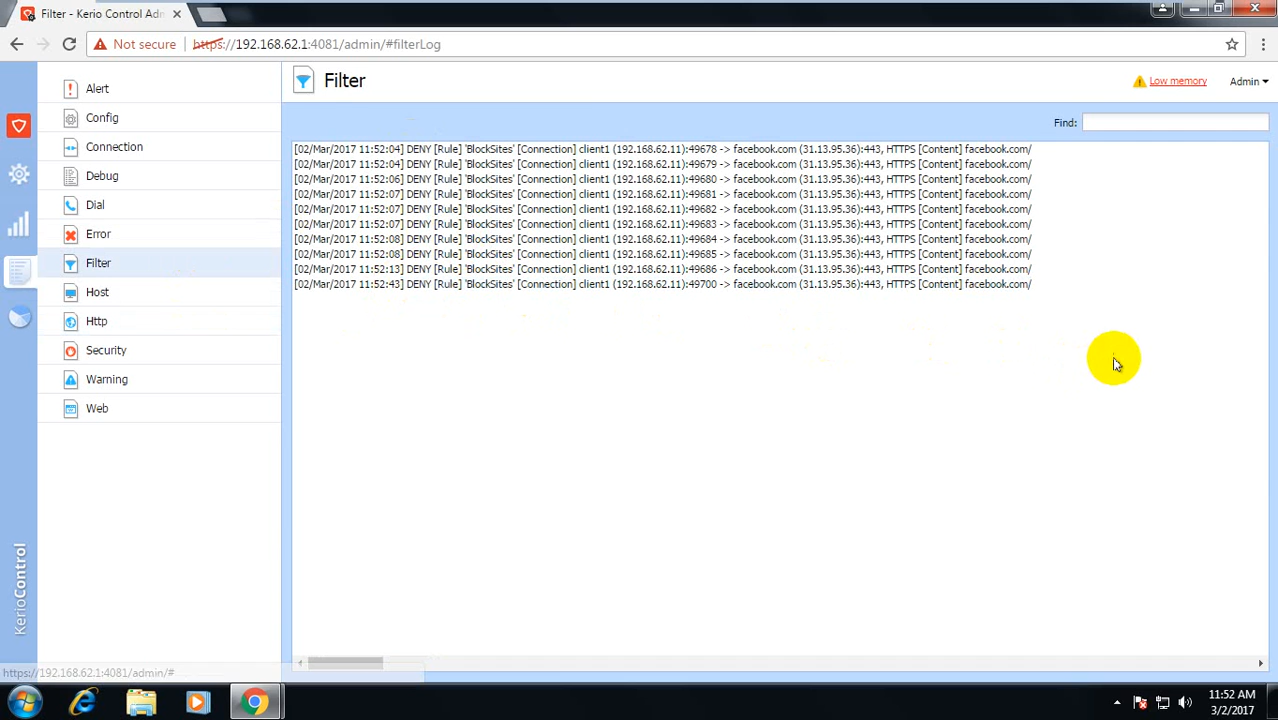 Filter - Kerio Control Adm
Not secure
https://192.168.62.1:4081/admin/#filterLog
Alert
Config
Connection
Debug
Dial
Error
Filter
Host
Http
Security
Warning
Web
KerioControl
Filter
Low memory
Admin
Find:
[02/Mar/2017 11:52:04] DENY [Rule] 'BlockSites' [Connection] client1 (192.168.62.11):49678 -> facebook.com (31.13.95.36):443, HTTPS [Content] facebook.com/
[02/Mar/2017 11:52:04] DENY [Rule] 'BlockSites' [Connection] client1 (192.168.62.11):49679 -> facebook.com (31.13.95.36):443, HTTPS [Content] facebook.com/
[02/Mar/2017 11:52:06] DENY [Rule] 'BlockSites' [Connection] client1 (192.168.62.11):49680 -> facebook.com (31.13.95.36):443, HTTPS [Content] facebook.com/
[02/Mar/2017 11:52:07] DENY [Rule] 'BlockSites' [Connection] client1 (192.168.62.11):49681 -> facebook.com (31.13.95.36):443, HTTPS [Content] facebook.com/
[02/Mar/2017 11:52:07] DENY [Rule] 'BlockSites' [Connection] client1 (192.168.62.11):49682 -> facebook.com (31.13.95.36):443, HTTPS [Content] facebook.com/
[02/Mar/2017 11:52:07] DENY [Rule] 'BlockSites' [Connection] client1 (192.168.62.11):49683 -> facebook.com (31.13.95.36):443, HTTPS [Content] facebook.com/
[02/Mar/2017 11:52:08] DENY [Rule] 'BlockSites' [Connection] client1 (192.168.62.11):49684 -> facebook.com (31.13.95.36):443, HTTPS [Content] facebook.com/
[02/Mar/2017 11:52:08] DENY [Rule] 'BlockSites' [Connection] client1 (192.168.62.11):49685 -> facebook.com (31.13.95.36):443, HTTPS [Content] facebook.com/
[02/Mar/2017 11:52:13] DENY [Rule] 'BlockSites' [Connection] client1 (192.168.62.11):49686 -> facebook.com (31.13.95.36):443, HTTPS [Content] facebook.com/
[02/Mar/2017 11:52:43] DENY [Rule] 'BlockSites' [Connection] client1 (192.168.62.11):49700 -> facebook.com (31.13.95.36):443, HTTPS [Content] facebook.com/
https://192.168.62.1:4081/admin/#
11:52 AM
3/2/2017